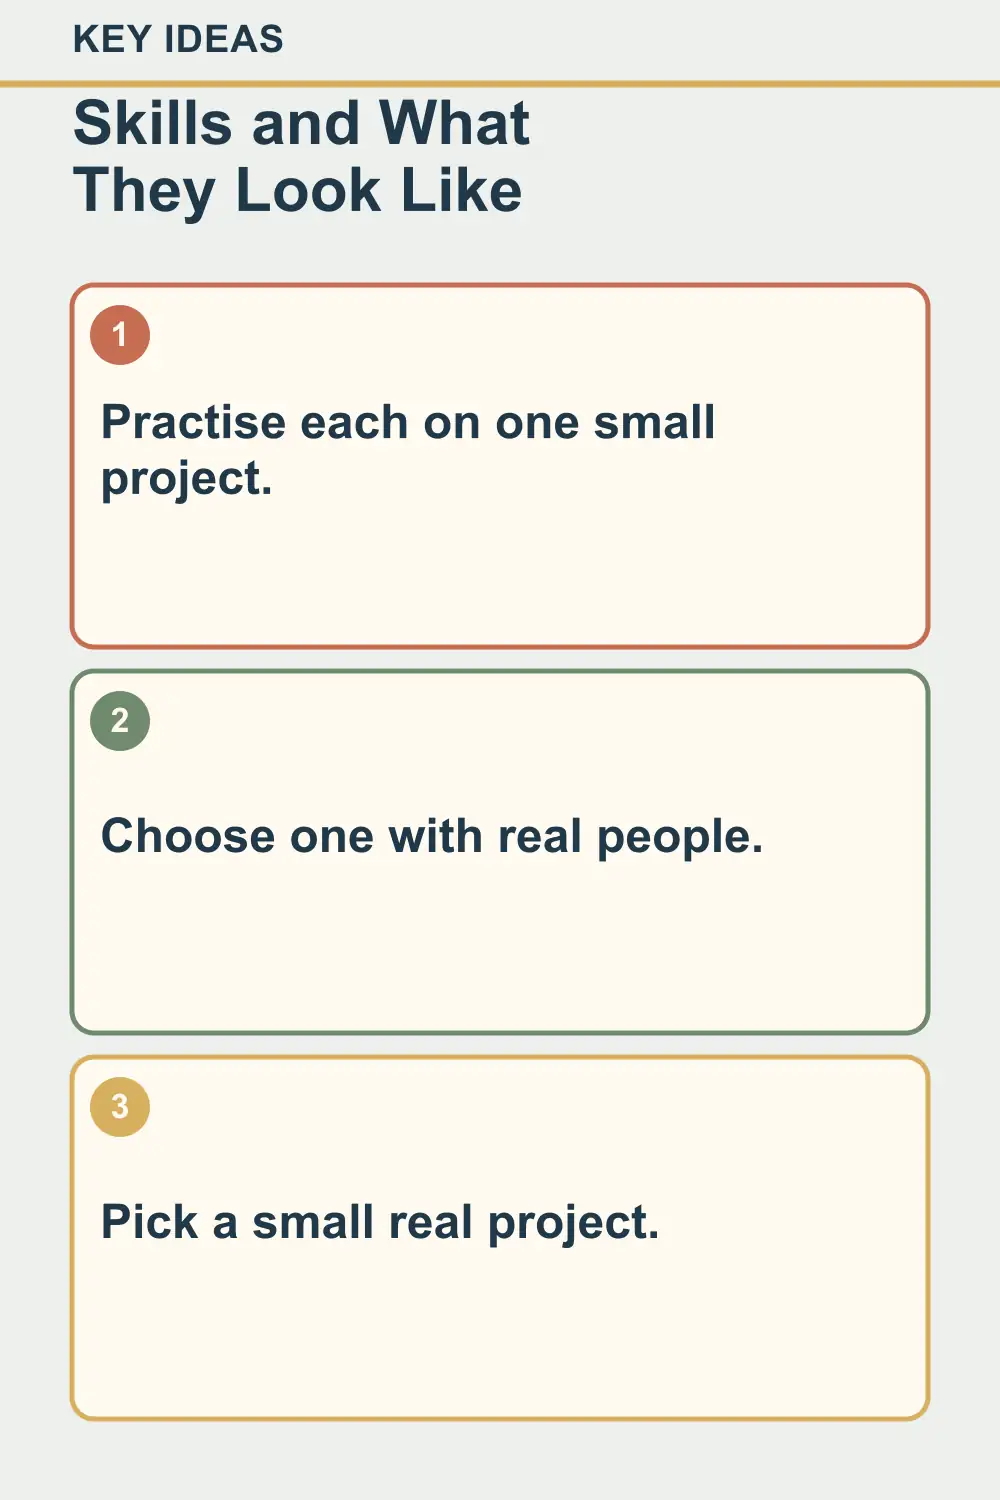 KEY IDEAS
Skills and What
They Look Like
1
Practise each on one small
project.
2
Choose one with real people.
3
Pick a small real project.